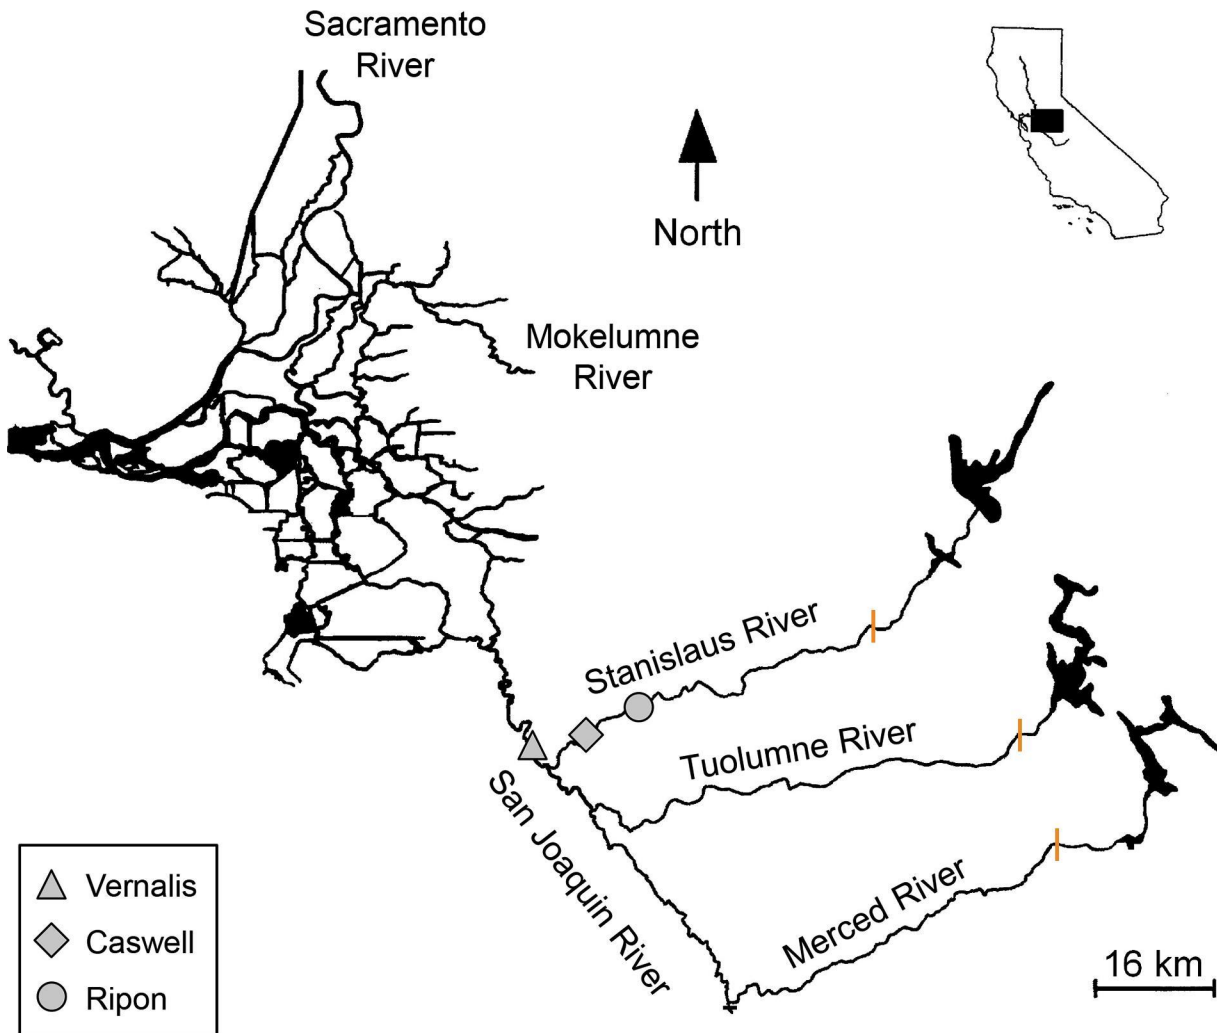 Sacramento
River
North
Mokelumne
River
Stanislaus River
Tuolumne River
San Joaquin River
Merced River
Vernalis
Caswell
Ripon
16 km